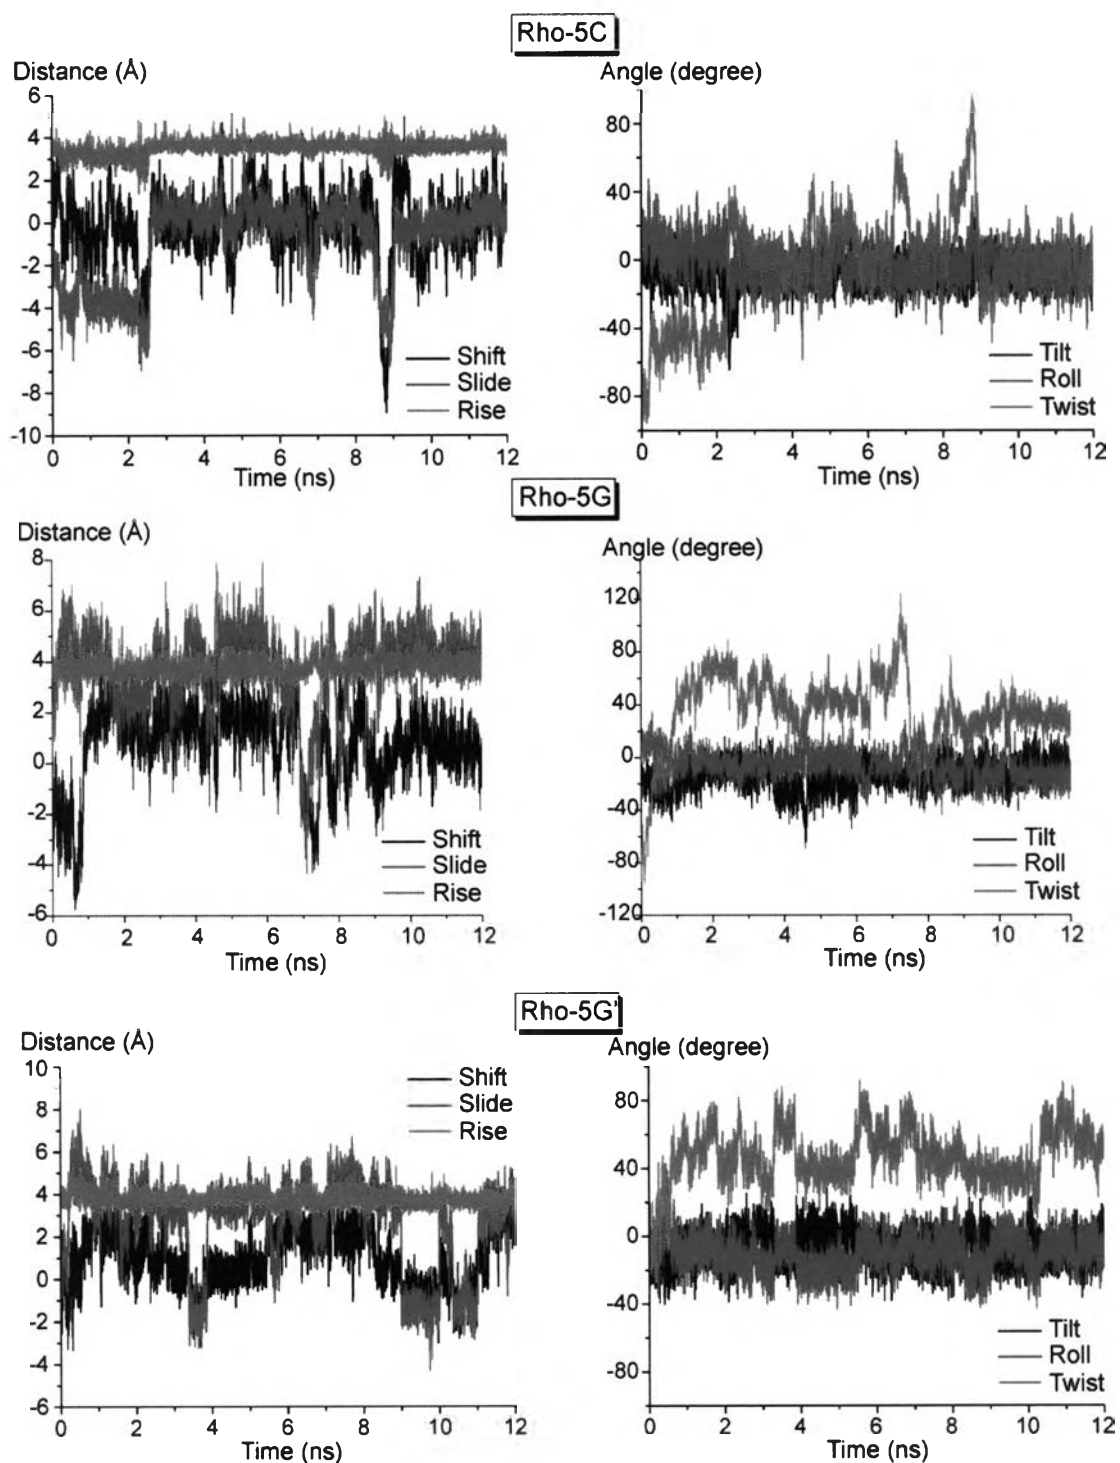 Rho-5C
Distance (Å)
6
4
2
0
-2
-4
-6
-8
-10
Shift
Slide
Rise
0 2 4 6 8 10 12
Time (ns)
Angle (degree)
80
40
0
-40
-80
Tilt
Roll
Twist
0 2 4 6 8 10 12
Time (ns)
Rho-5G
Distance (Å)
8
6
4
2
0
-2
-4
-6
Shift
Slide
Rise
0 2 4 6 8 10 12
Time (ns)
Angle (degree)
120
80
40
0
-40
-80
-120
Tilt
Roll
Twist
0 2 4 6 8 10 12
Time (ns)
Rho-5G'
Distance (Å)
10
8
6
4
2
0
-2
-4
-6
Shift
Slide
Rise
0 2 4 6 8 10 12
Time (ns)
Angle (degree)
80
40
0
-40
-80
Tilt
Roll
Twist
0 2 4 6 8 10 12
Time (ns)